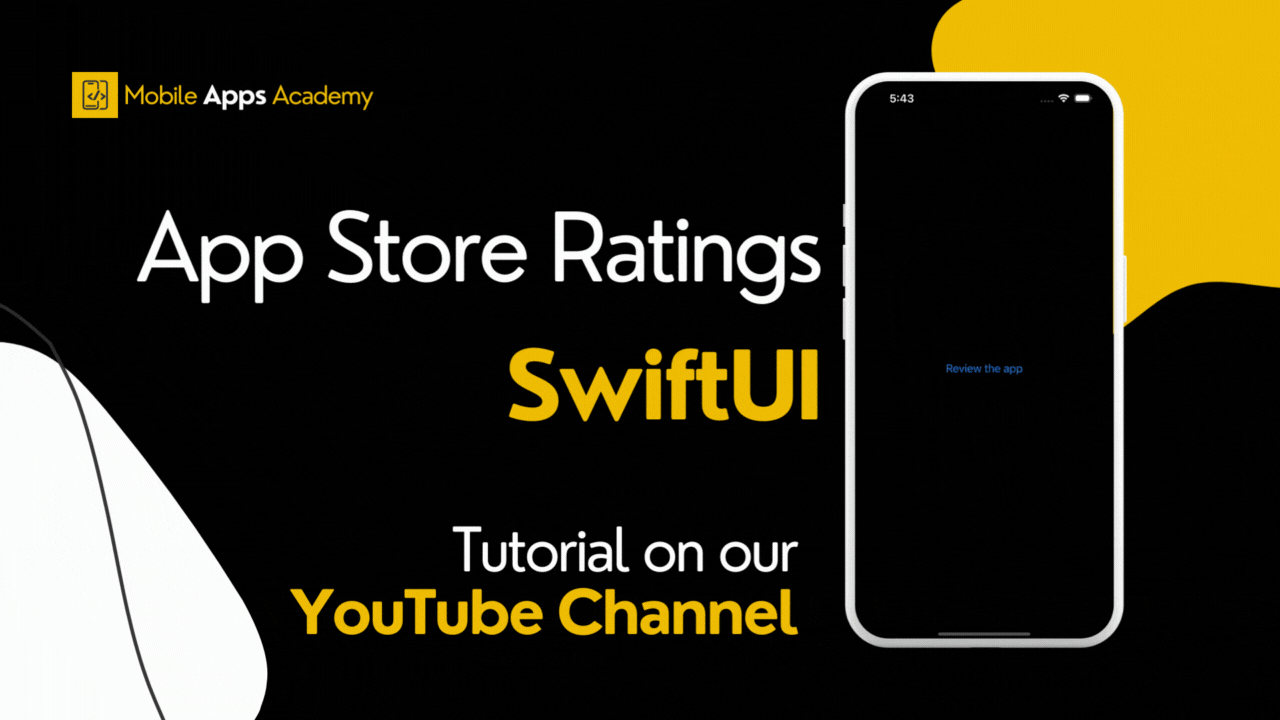 Mobile Apps Academy
App Store Ratings
SwiftUI
Tutorial on our
YouTube Channel
5:43
Review the app